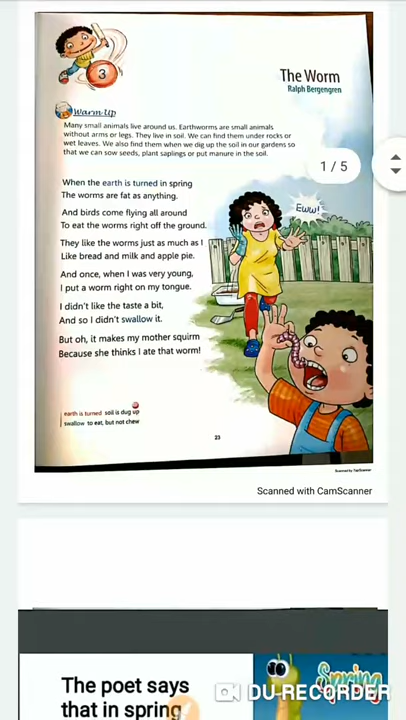 3
The Worm
Ralph Bergengren
Warm-Up
Many small animals live around us. Earthworms are small animals
without arms or legs. They live in soil. We can find them under rocks or
wet leaves. We also find them when we dig up the soil in our gardens so
that we can sow seeds, plant saplings or put manure in the soil.
1 / 5
When the earth is turned in spring
The worms are fat as anything.
And birds come flying all around
To eat the worms right off the ground.
They like the worms just as much as I
Like bread and milk and apple pie.
And once, when I was very young,
I put a worm right on my tongue.
I didn't like the taste a bit,
And so I didn't swallow it.
But oh, it makes my mother squirm
Because she thinks I ate that worm!
Eww!
earth is turned soil is dug up
swallow to eat, but not chew
23
Scanned by TapScanner
Scanned with CamScanner
The poet says
that in spring
Spring
DU-RECORDER